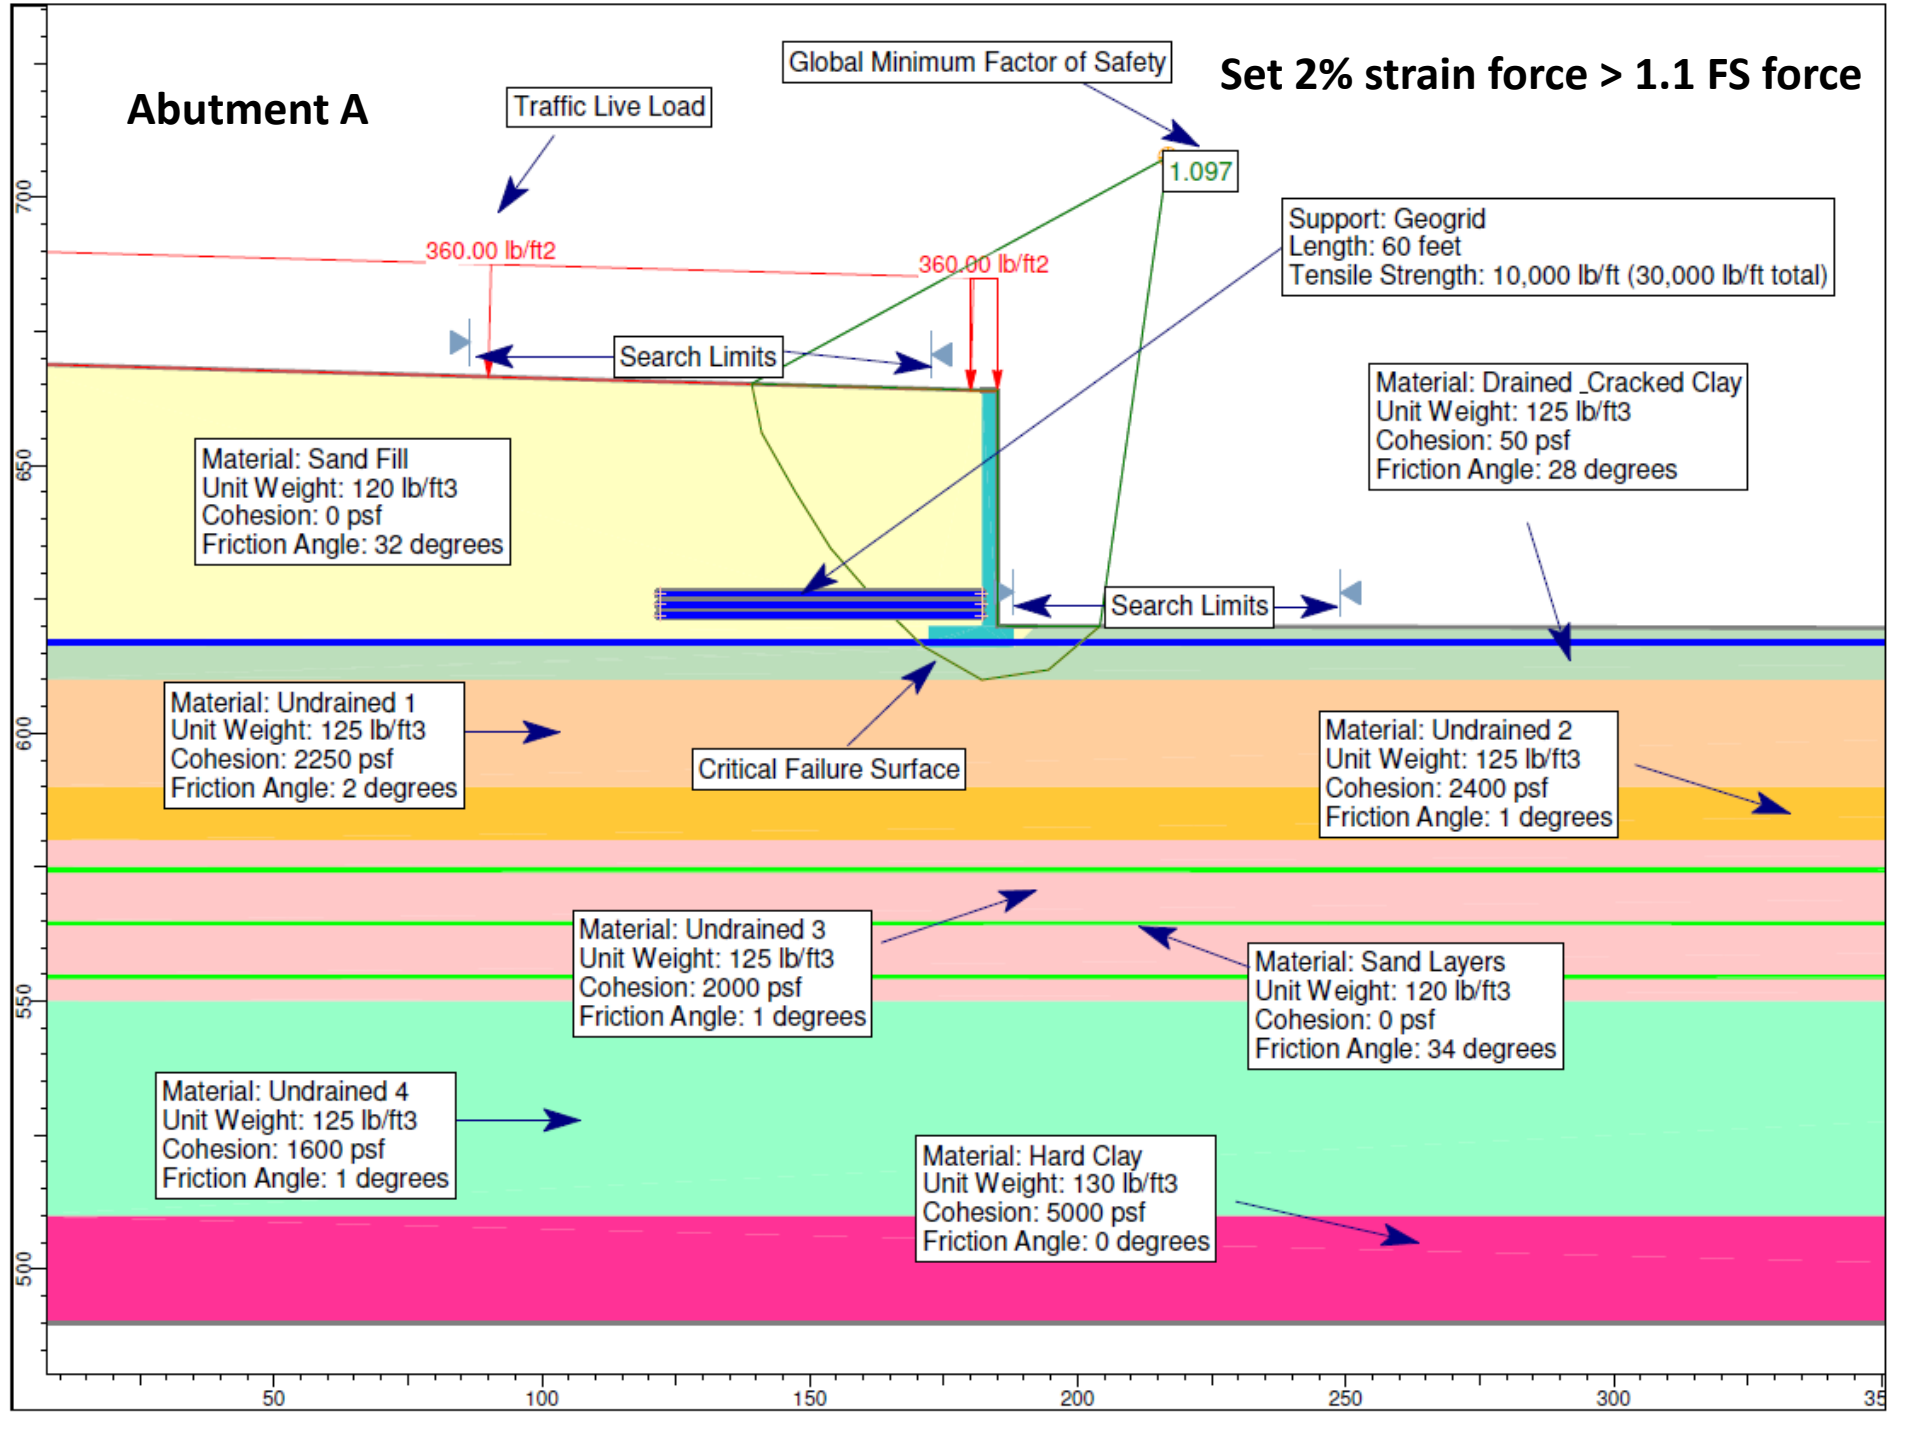 Global Minimum Factor of Safety
Set 2% strain force > 1.1 FS force
Abutment A
Traffic Live Load
1.097
700
Support: Geogrid
Length: 60 feet
Tensile Strength: 10,000 lb/ft (30,000 lb/ft total)
360.00 lb/ft2
360.00 lb/ft2
Search Limits
Material: Drained _Cracked Clay
Unit Weight: 125 lb/ft3
Cohesion: 50 psf
Friction Angle: 28 degrees
650
Material: Sand Fill
Unit Weight: 120 lb/ft3
Cohesion: 0 psf
Friction Angle: 32 degrees
Search Limits
Material: Undrained 1
Unit Weight: 125 lb/ft3
Cohesion: 2250 psf
Friction Angle: 2 degrees
600
Critical Failure Surface
Material: Undrained 2
Unit Weight: 125 lb/ft3
Cohesion: 2400 psf
Friction Angle: 1 degrees
Material: Undrained 3
Unit Weight: 125 lb/ft3
Cohesion: 2000 psf
Friction Angle: 1 degrees
Material: Sand Layers
Unit Weight: 120 lb/ft3
Cohesion: 0 psf
Friction Angle: 34 degrees
550
Material: Undrained 4
Unit Weight: 125 lb/ft3
Cohesion: 1600 psf
Friction Angle: 1 degrees
Material: Hard Clay
Unit Weight: 130 lb/ft3
Cohesion: 5000 psf
Friction Angle: 0 degrees
500
50 100 150 200 250 300 35